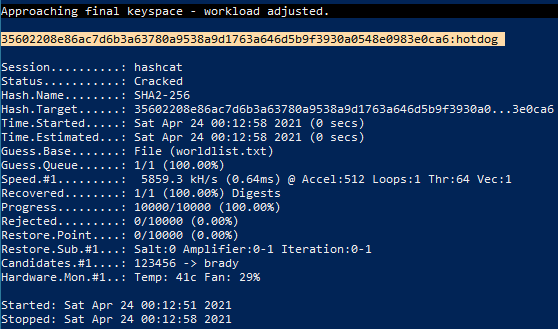 Approaching final keyspace - workload adjusted.
35602208e86ac7d6b3a63780a9538a9d1763a646d5b9f3930a0548e0983e0ca6:hotdog
Session..........: hashcat
Status...........: Cracked
Hash.Name........: SHA2-256
Hash.Target......: 35602208e86ac7d6b3a63780a9538a9d1763a646d5b9f3930a0...3e0ca6
Time.Started.....: Sat Apr 24 00:12:58 2021 (0 secs)
Time.Estimated...: Sat Apr 24 00:12:58 2021 (0 secs)
Guess.Base.......: File (worldlist.txt)
Guess.Queue......: 1/1 (100.00%)
Speed.#1.........:  5859.3 kH/s (0.64ms) @ Accel:512 Loops:1 Thr:64 Vec:1
Recovered........: 1/1 (100.00%) Digests
Progress.........: 10000/10000 (100.00%)
Rejected.........: 0/10000 (0.00%)
Restore.Point....: 0/10000 (0.00%)
Restore.Sub.#1...: Salt:0 Amplifier:0-1 Iteration:0-1
Candidates.#1....: 123456 -> brady
Hardware.Mon.#1..: Temp: 41c Fan: 29%
Started: Sat Apr 24 00:12:51 2021
Stopped: Sat Apr 24 00:12:58 2021